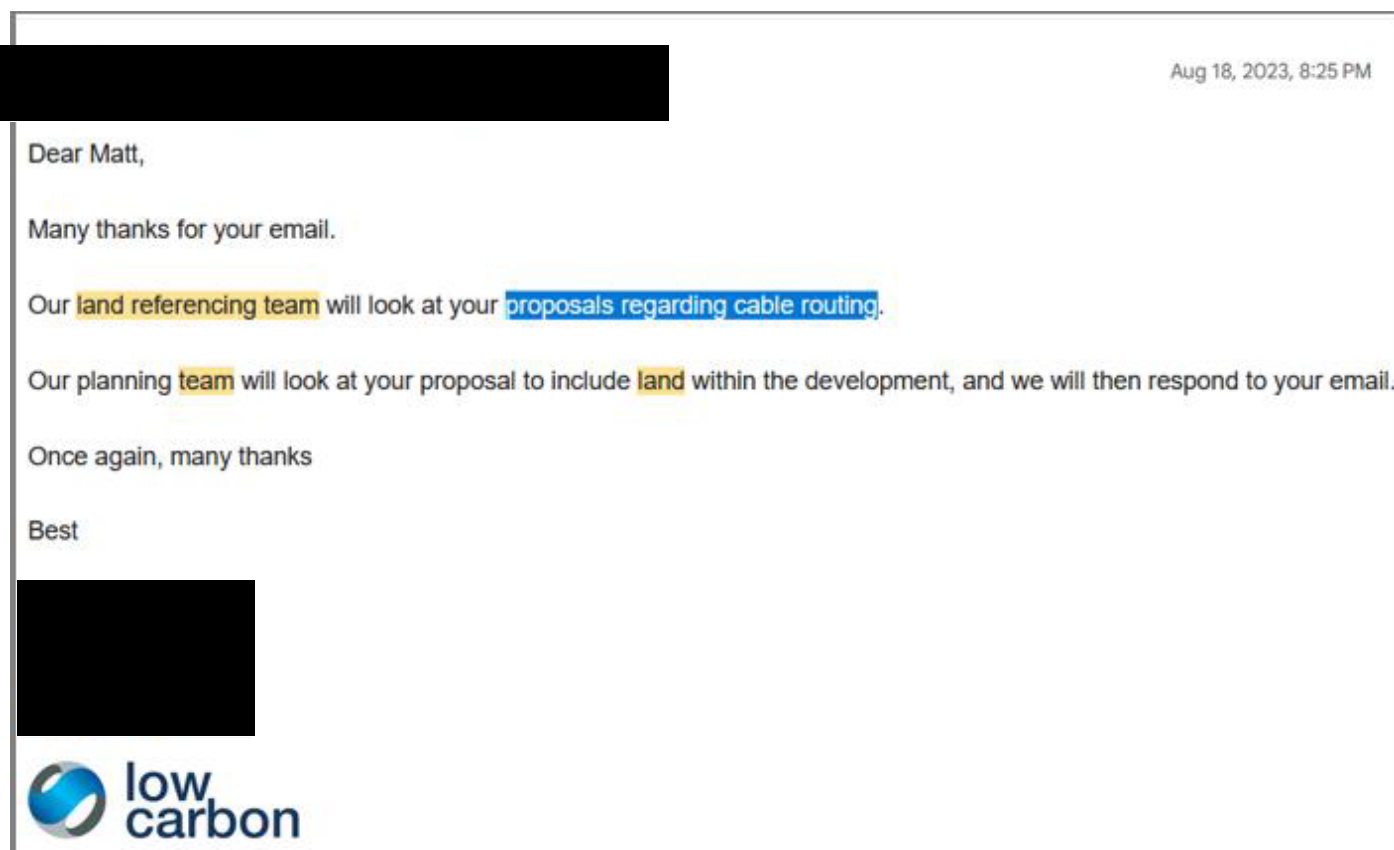 Aug 18, 2023, 8:25 PM
Dear Matt,
Many thanks for your email.
Our land referencing team will look at your proposals regarding cable routing.
Our planning team will look at your proposal to include land within the development, and we will then respond to your email.
Once again, many thanks
Best
low
carbon